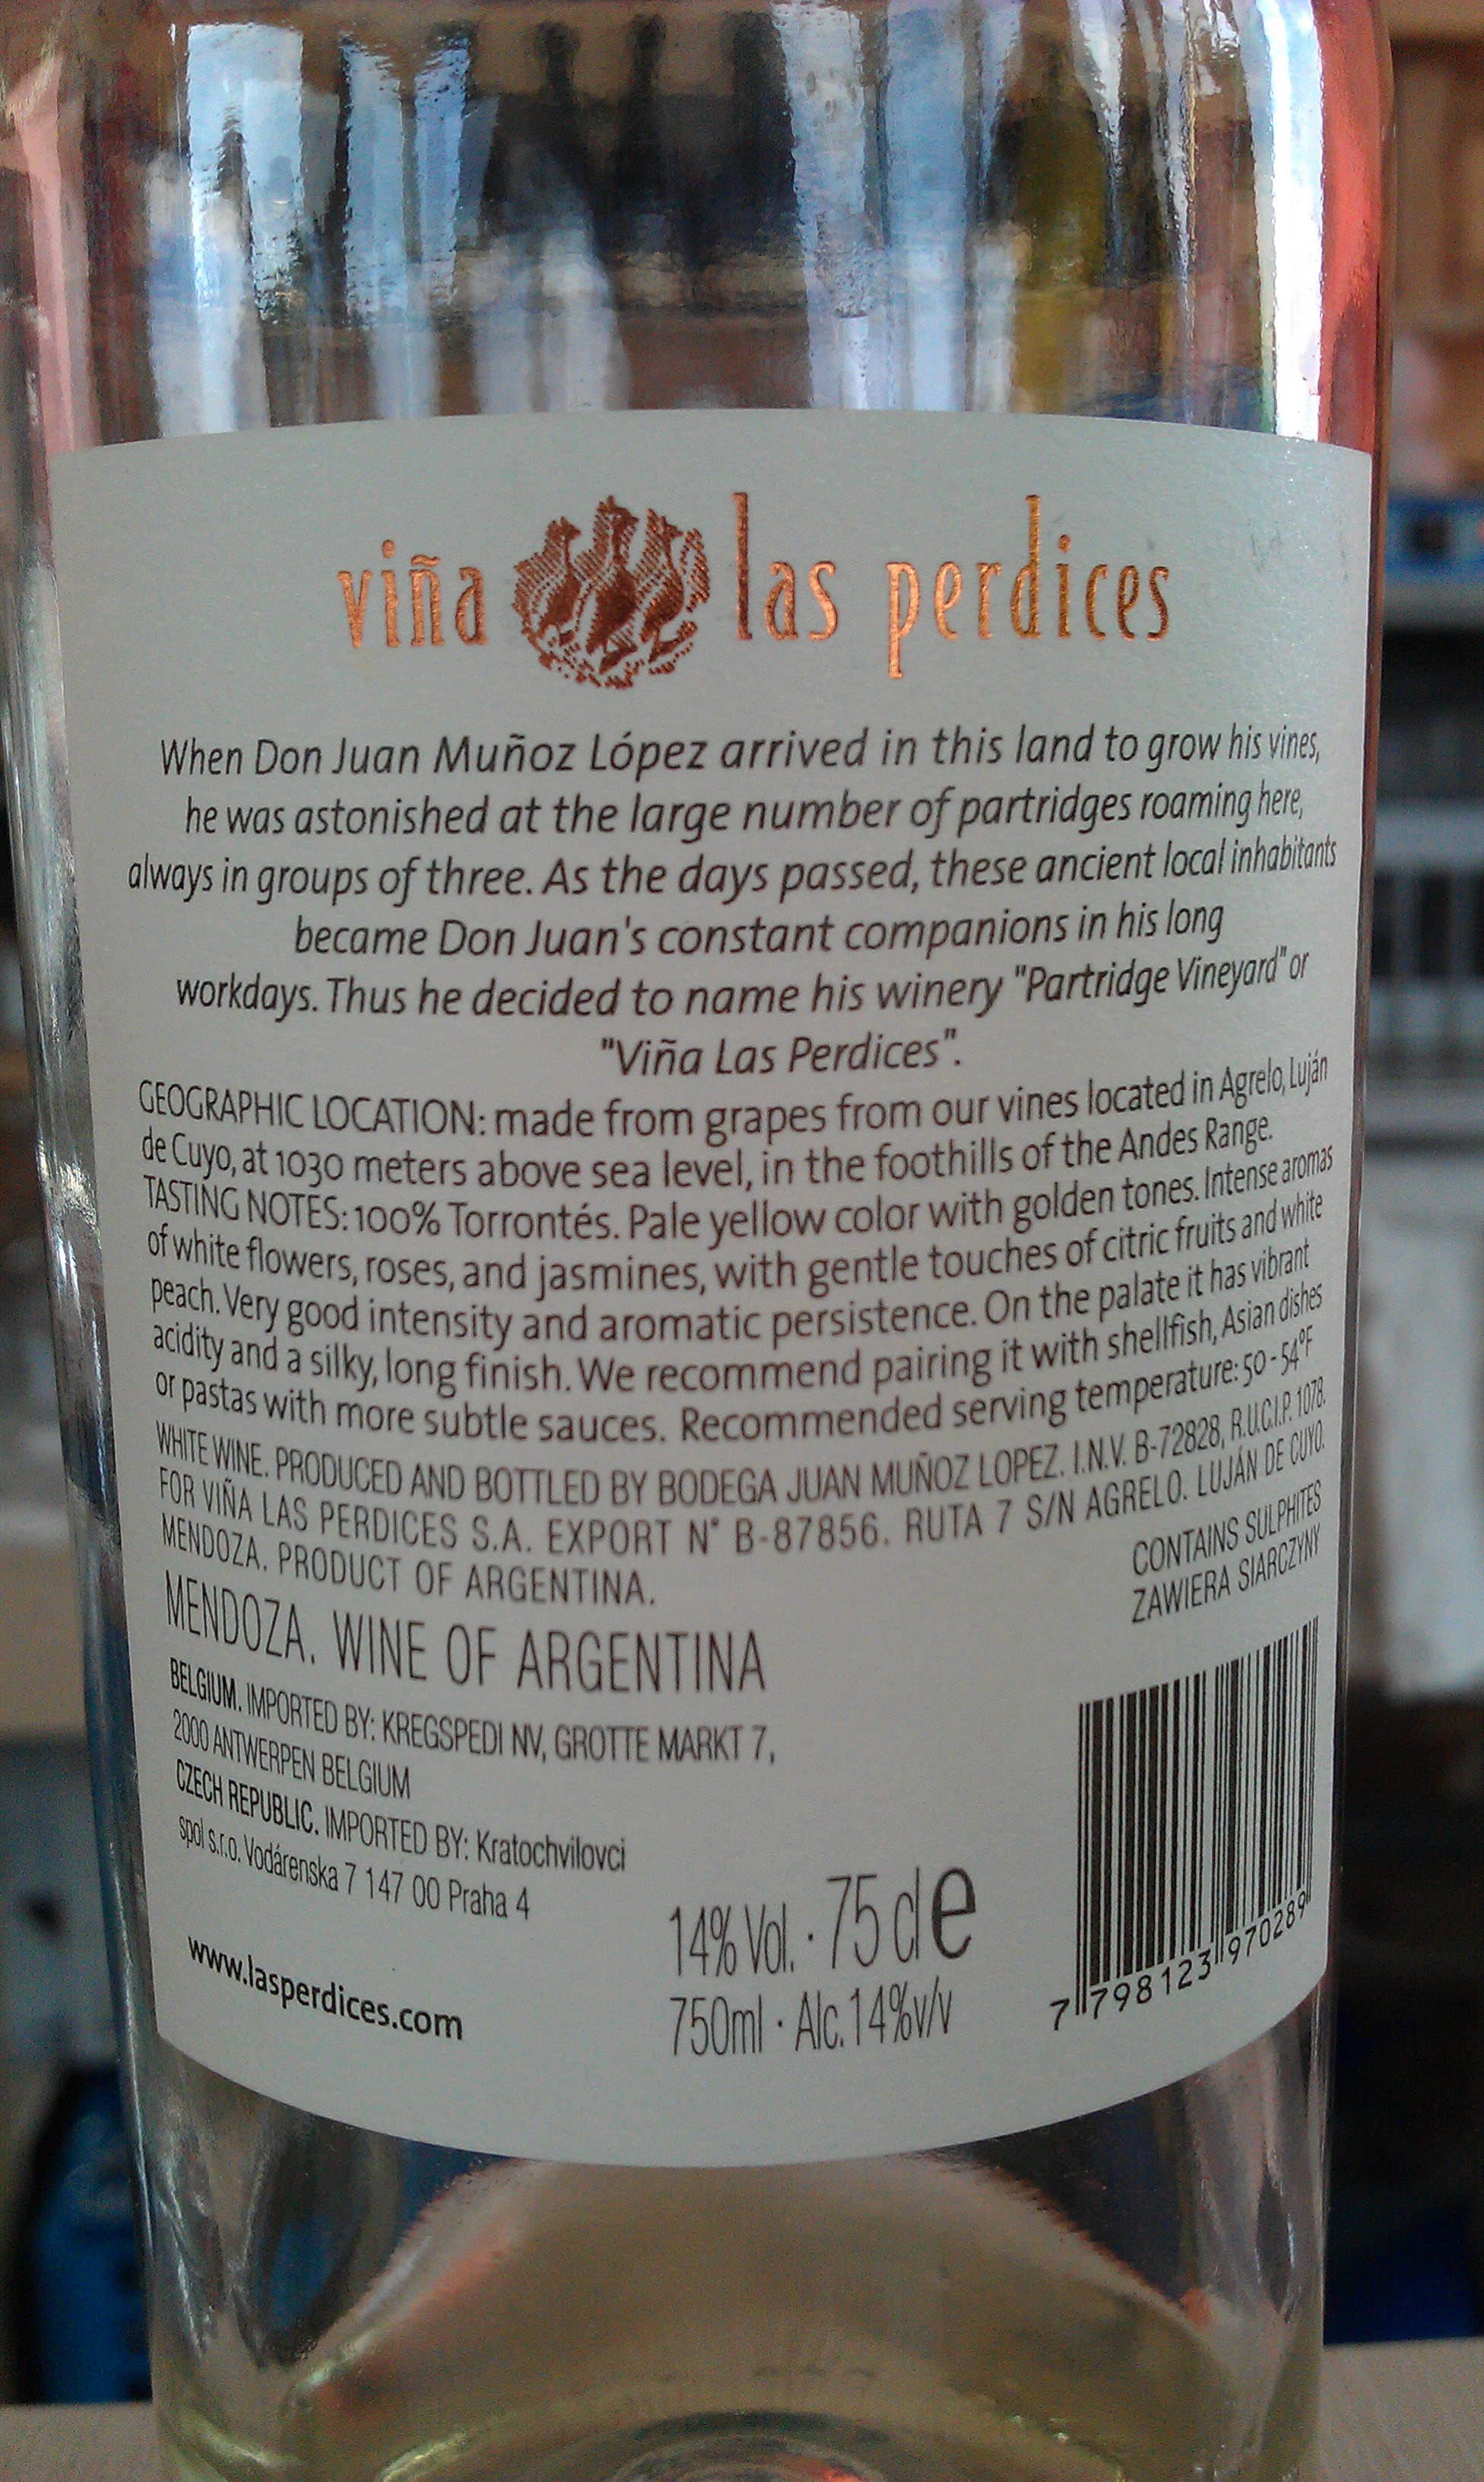 viña las perdices
When Don Juan Muñoz López arrived in this land to grow his vines,
he was astonished at the large number of partridges roaming here,
always in groups of three. As the days passed, these ancient local inhabitants
became Don Juan's constant companions in his long
workdays. Thus he decided to name his winery "Partridge Vineyard" or
"Viña Las Perdices".
GEOGRAPHIC LOCATION: made from grapes from our vines located in Agrelo, Luján
de Cuyo, at 1030 meters above sea level, in the foothills of the Andes Range.
TASTING NOTES: 100% Torrontés. Pale yellow color with golden tones. Intense aromas
of white flowers, roses, and jasmines, with gentle touches of citric fruits and white
peach. Very good intensity and aromatic persistence. On the palate it has vibrant
acidity and a silky, long finish. We recommend pairing it with shellfish, Asian dishes
or pastas with more subtle sauces. Recommended serving temperature: 50 - 54°F
WHITE WINE. PRODUCED AND BOTTLED BY BODEGA JUAN MUÑOZ LOPEZ. I.N.V. B-72828, R.U.C.I.P. 1078.
FOR VIÑA LAS PERDICES S.A. EXPORT N° B-87856. RUTA 7 S/N AGRELO. LUJÁN DE CUYO.
MENDOZA. PRODUCT OF ARGENTINA.
CONTAINS SULPHITES
ZAWIERA SIARCZYNY
MENDOZA. WINE OF ARGENTINA
BELGIUM. IMPORTED BY: KREGSPEDI NV, GROTTE MARKT 7,
2000 ANTWERPEN BELGIUM
CZECH REPUBLIC. IMPORTED BY: Kratochvilovci
spol s.r.o. Vodárenska 7 147 00 Praha 4
www.lasperdices.com
14% Vol. · 75 cl e
750ml · Alc. 14%v/v
7 798123 970289